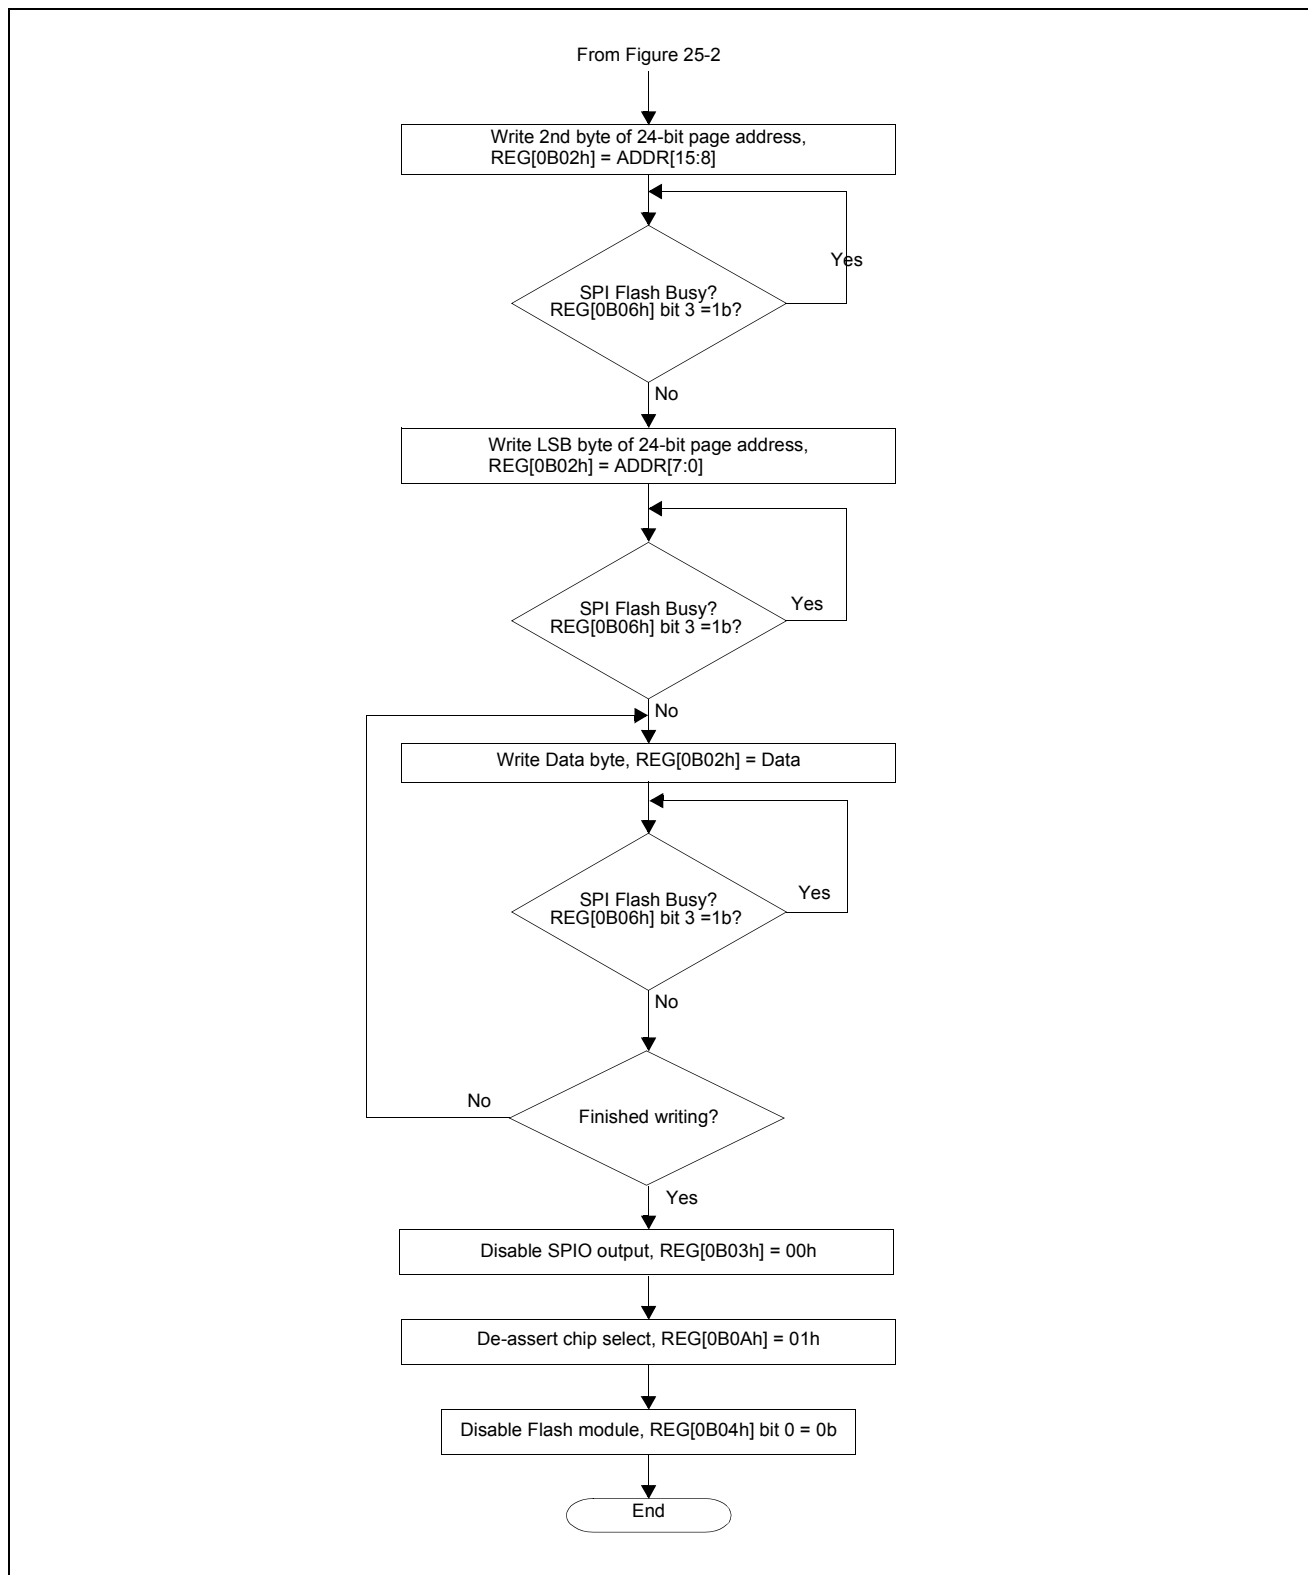 From Figure 25-2
Write 2nd byte of 24-bit page address,
REG[0B02h] = ADDR[15:8]
Yes
SPI Flash Busy?
REG[0B06h] bit 3 =1b?
No
Write LSB byte of 24-bit page address,
REG[0B02h] = ADDR[7:0]
Yes
SPI Flash Busy?
REG[0B06h] bit 3 =1b?
No
Write Data byte, REG[0B02h] = Data
Yes
SPI Flash Busy?
REG[0B06h] bit 3 =1b?
No
No
Finished writing?
Yes
Disable SPIO output, REG[0B03h] = 00h
De-assert chip select, REG[0B0Ah] = 01h
Disable Flash module, REG[0B04h] bit 0 = 0b
End